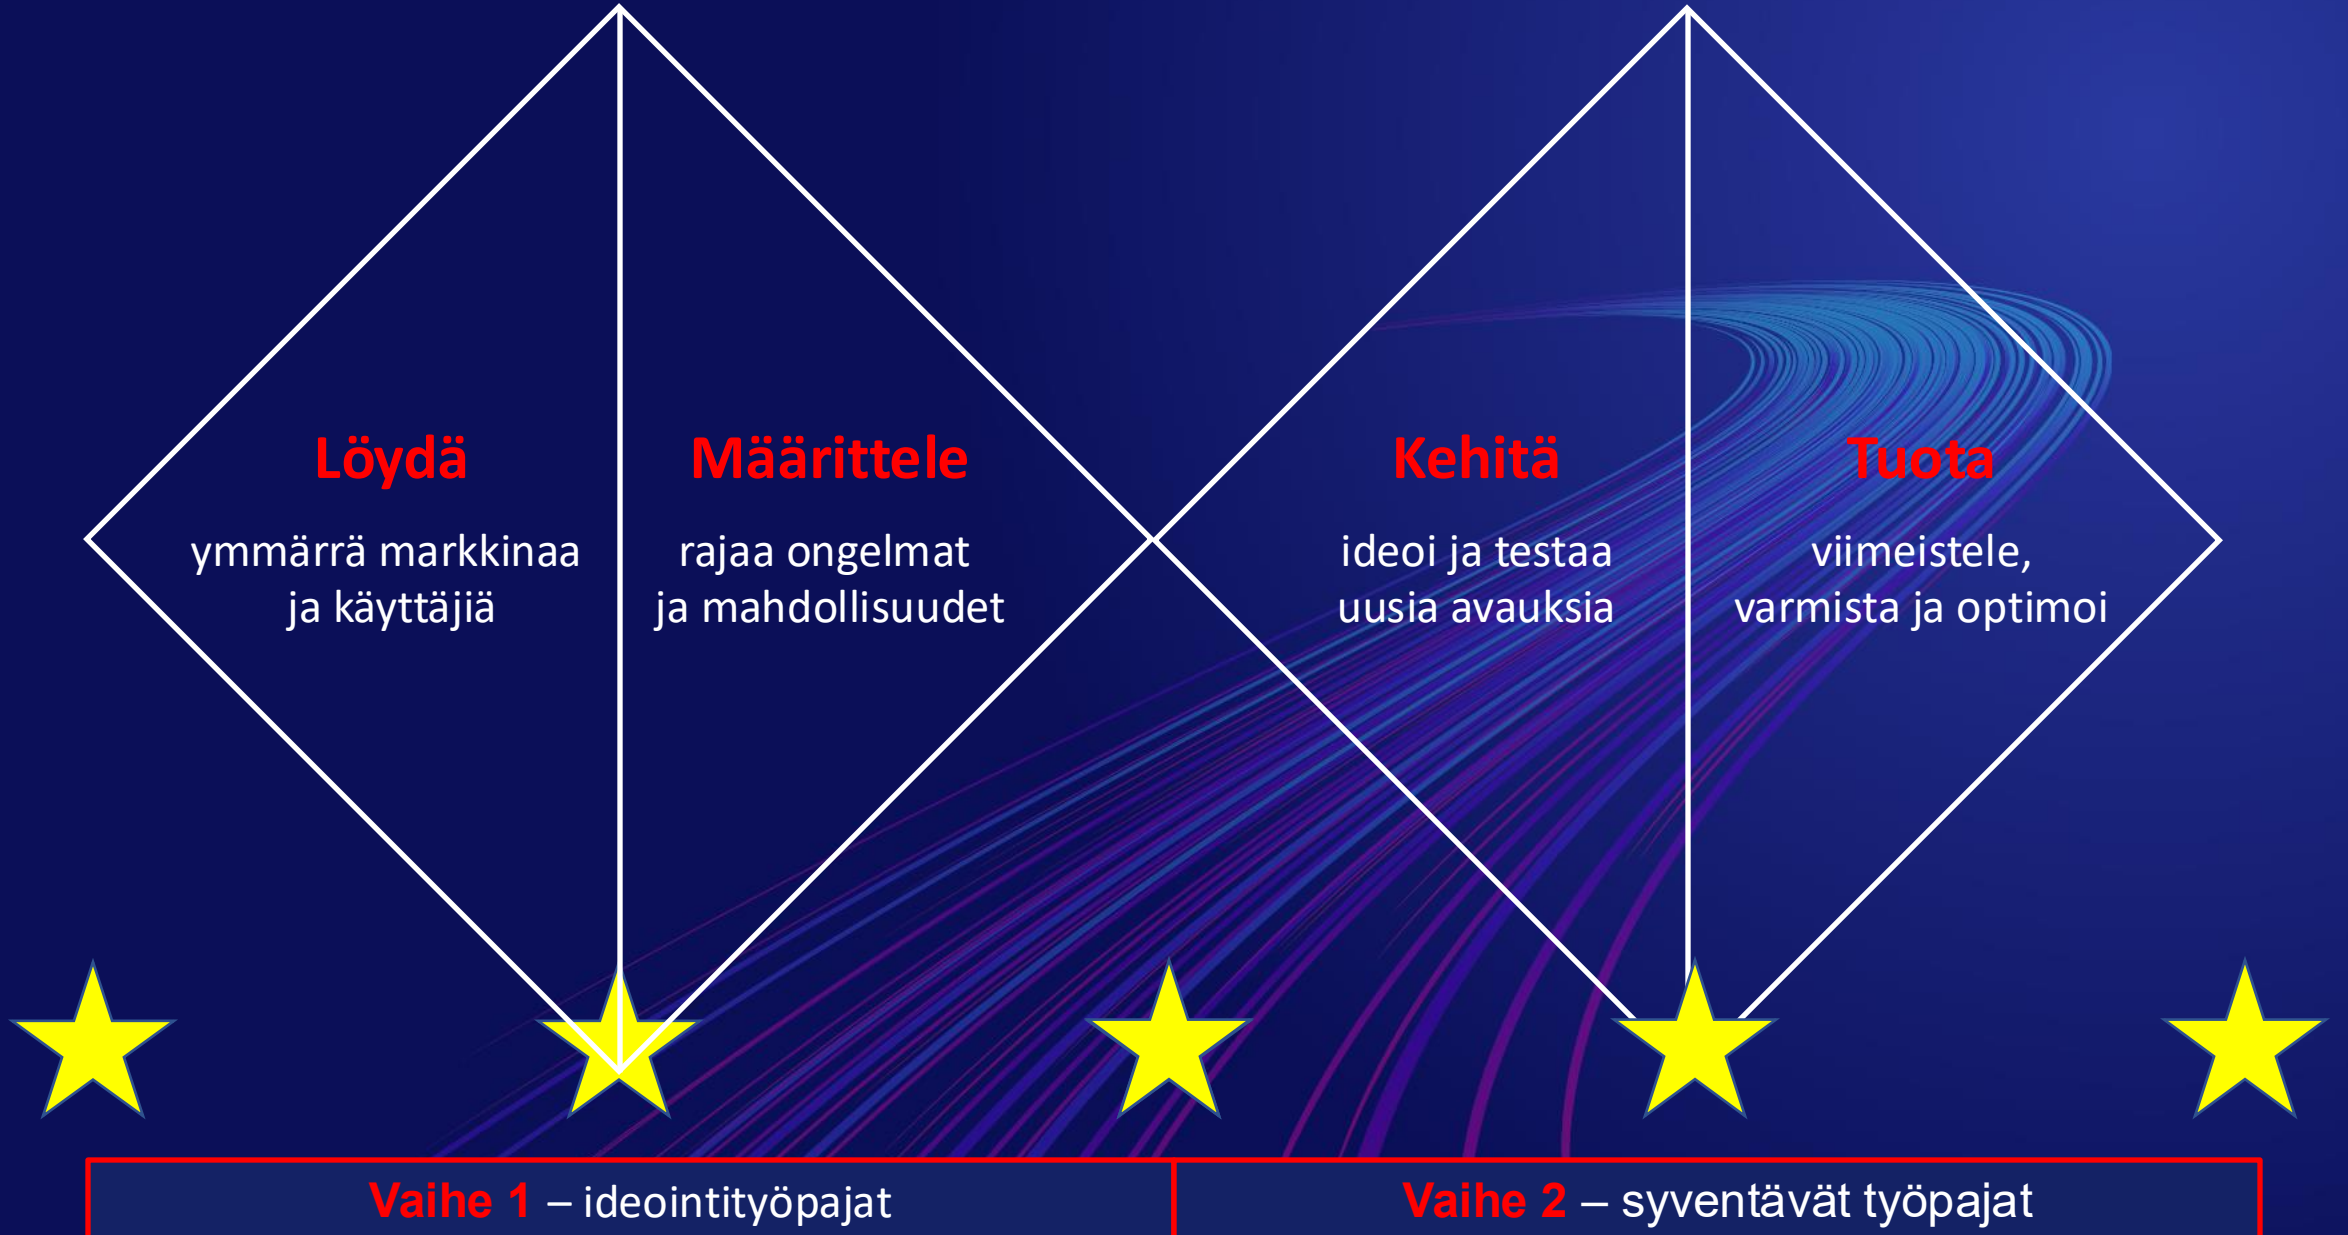 Löydä
ymmärrä markkinaa
ja käyttäjiä
Määrittele
rajaa ongelmat
ja mahdollisuudet
Kehitä
ideoi ja testaa
uusia avauksia
Tuota
viimeistele,
varmista ja optimoi
Vaihe 1 – ideointityöpajat
Vaihe 2 – syventävät työpajat